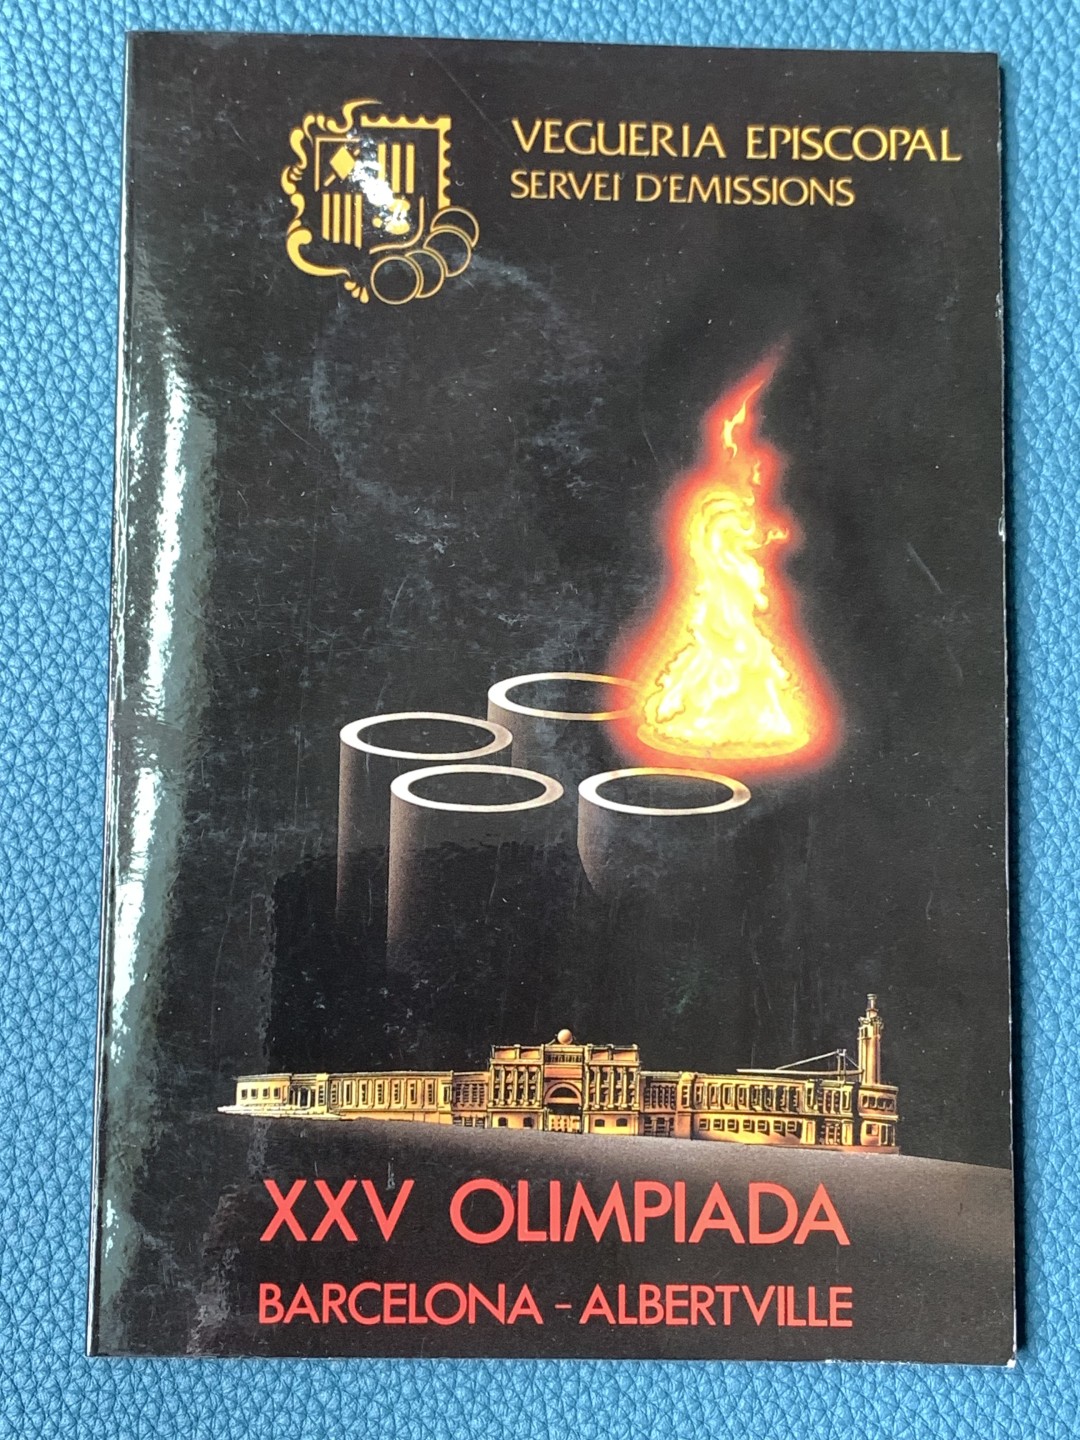 VEGUERIA EPISCOPAL
SERVEI D'EMISSIONS
XXV OLIMPIADA
BARCELONA - ALBERTVILLE